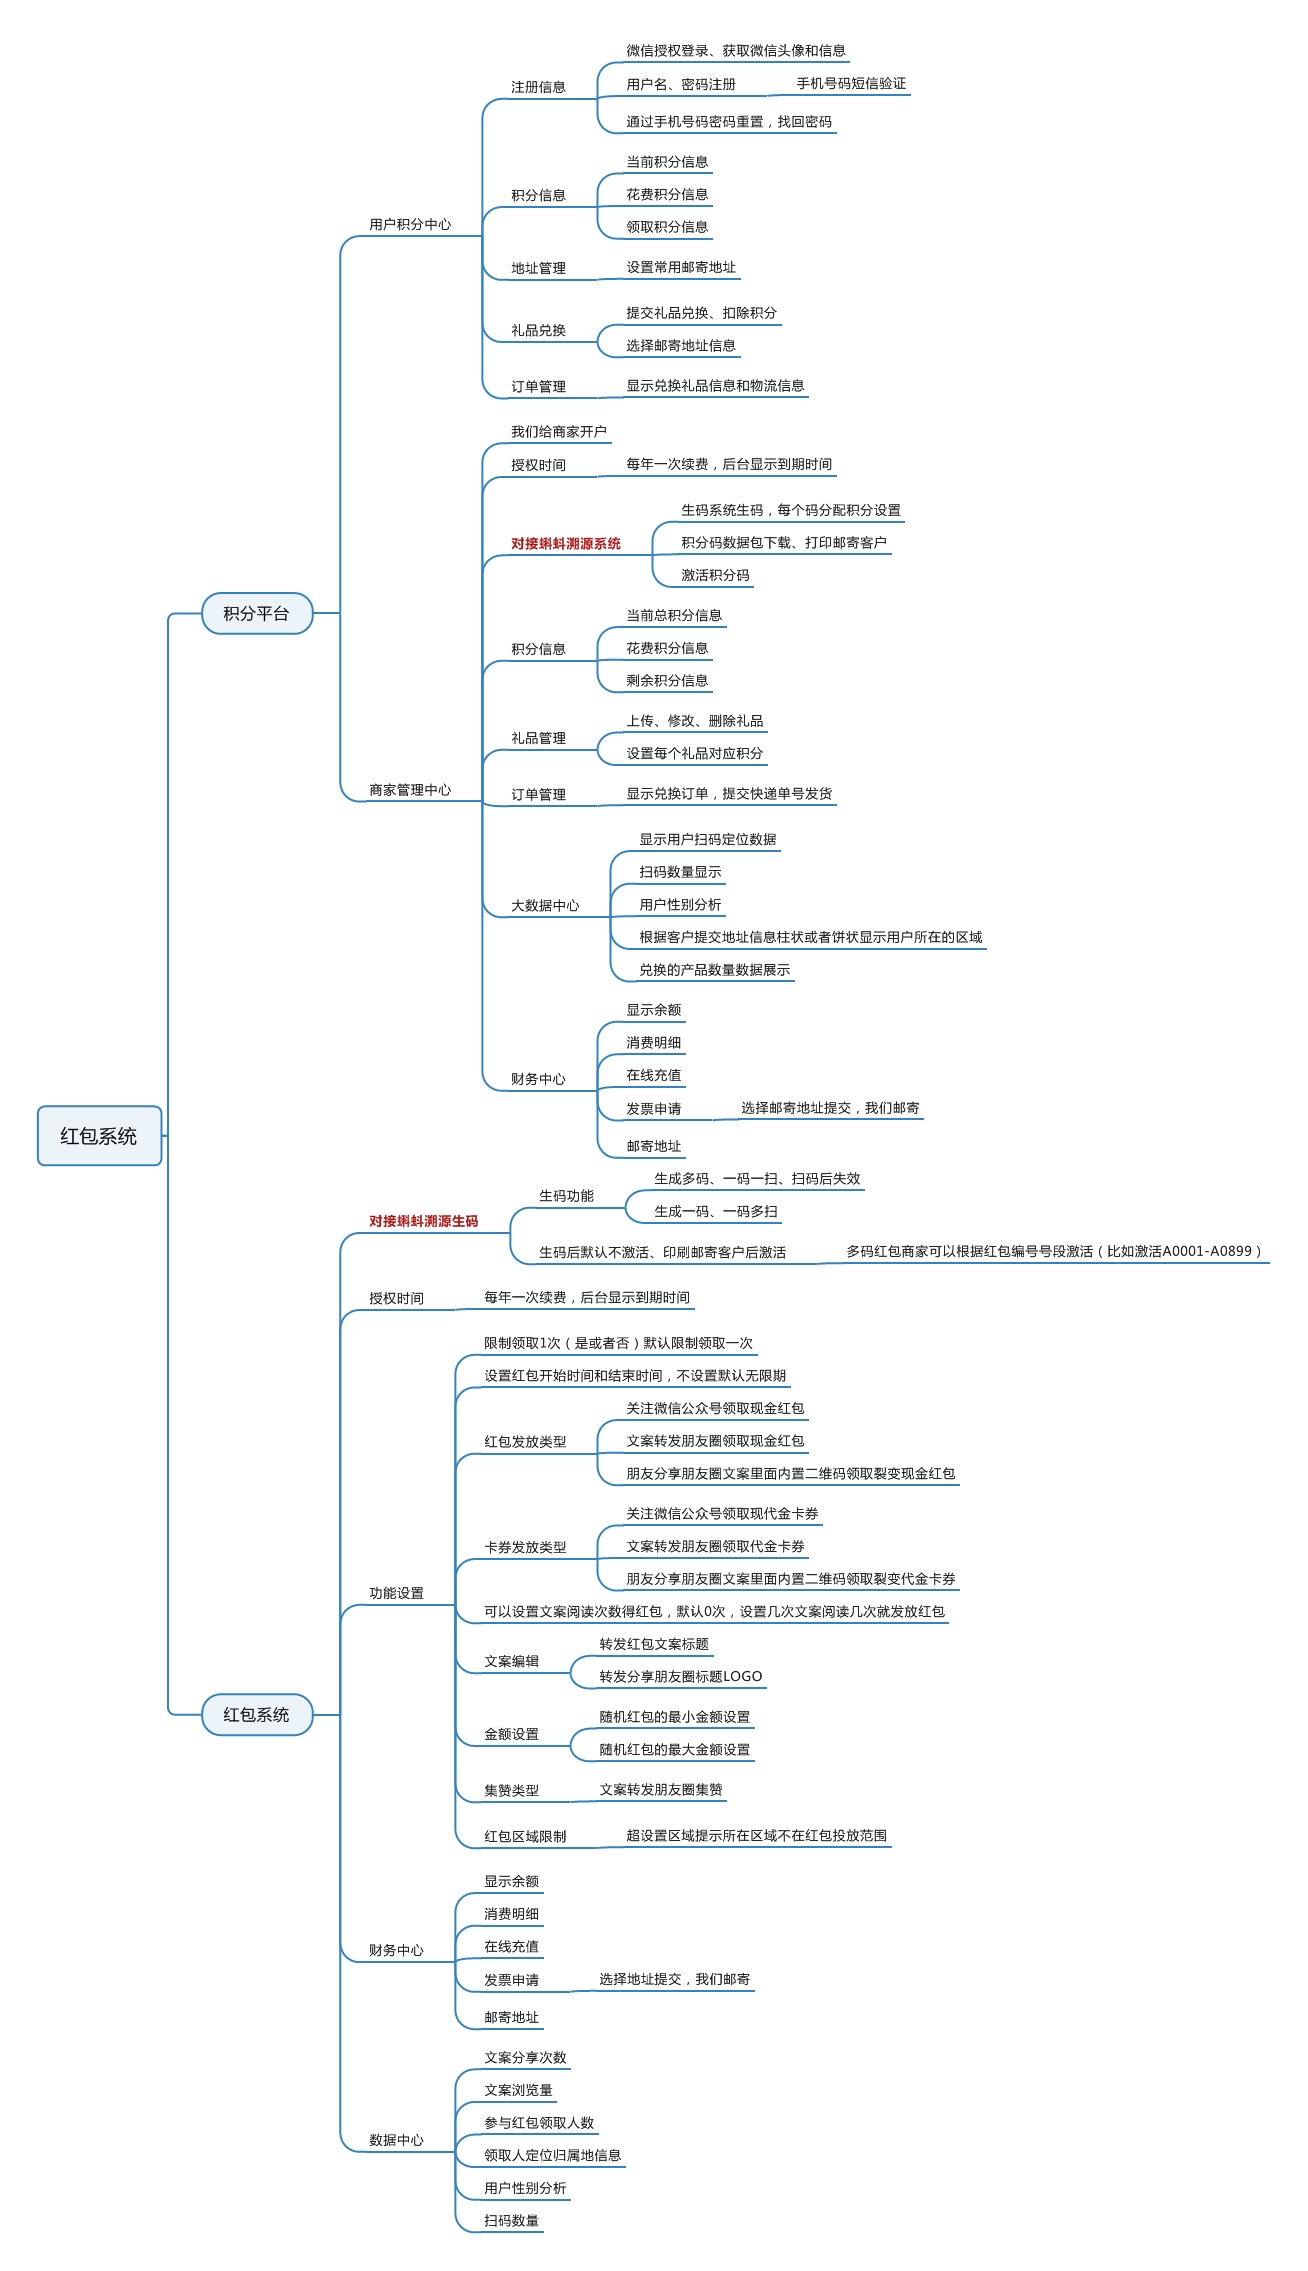 红包系统
积分平台
用户积分中心
注册信息
微信授权登录、获取微信头像和信息
用户名、密码注册
手机号码短信验证
通过手机号码密码重置，找回密码
积分信息
当前积分信息
花费积分信息
领取积分信息
地址管理
设置常用邮寄地址
礼品兑换
提交礼品兑换、扣除积分
选择邮寄地址信息
订单管理
显示兑换礼品信息和物流信息
商家管理中心
我们给商家开户
授权时间
每年一次续费，后台显示到期时间
对接蝌蚪溯源系统
生码系统生码，每个码分配积分设置
积分码数据包下载、打印邮寄客户
激活积分码
积分信息
当前总积分信息
花费积分信息
剩余积分信息
礼品管理
上传、修改、删除礼品
设置每个礼品对应积分
订单管理
显示兑换订单，提交快递单号发货
大数据中心
显示用户扫码定位数据
扫码数量显示
用户性别分析
根据客户提交地址信息柱状或者饼状显示用户所在的区域
兑换的产品数量数据展示
财务中心
显示余额
消费明细
在线充值
发票申请
选择邮寄地址提交，我们邮寄
邮寄地址
红包系统
对接蝌蚪溯源生码
生码功能
生成多码、一码一扫、扫码后失效
生成一码、一码多扫
生码后默认不激活、印刷邮寄客户后激活
多码红包商家可以根据红包编号号段激活（比如激活A0001-A0899）
授权时间
每年一次续费，后台显示到期时间
功能设置
限制领取1次（是或者否）默认限制领取一次
设置红包开始时间和结束时间，不设置默认无限期
红包发放类型
关注微信公众号领取现金红包
文案转发朋友圈领取现金红包
朋友分享朋友圈文案里面内置二维码领取裂变现金红包
卡券发放类型
关注微信公众号领取现代金卡券
文案转发朋友圈领取代金卡券
朋友分享朋友圈文案里面内置二维码领取裂变代金卡券
可以设置文案阅读次数得红包，默认0次，设置几次文案阅读几次就发放红包
文案编辑
转发红包文案标题
转发分享朋友圈标题LOGO
金额设置
随机红包的最小金额设置
随机红包的最大金额设置
集赞类型
文案转发朋友圈集赞
红包区域限制
超设置区域提示所在区域不在红包投放范围
财务中心
显示余额
消费明细
在线充值
发票申请
选择地址提交，我们邮寄
邮寄地址
数据中心
文案分享次数
文案浏览量
参与红包领取人数
领取人定位归属地信息
用户性别分析
扫码数量